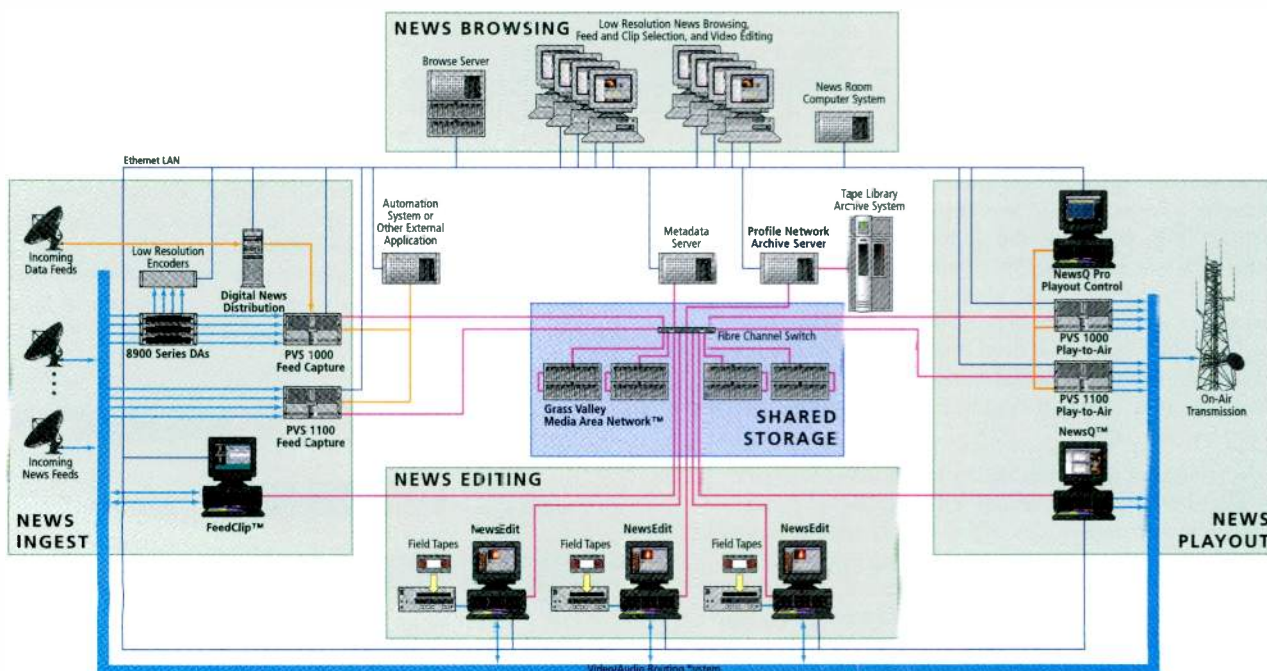 NEWS BROWSING
Low Resolution News Browsing,
Feed and Clip Selection, and Video Editing
Browse Server
News Room
Computer System
Ethernet LAN
Incoming
Data Feeds
Low Resolution
Encoders
Digital News
Distribution
8900 Series DAs
PVS 1000
Feed Capture
PVS 1100
Feed Capture
Incoming
News Feeds
FeedClip™
NEWS
INGEST
Automation
System or
Other External
Application
Metadata
Server
Profile Network
Archive Server
Tape Library
Archive System
Fibre Channel Switch
Grass Valley
Media Area Network™
SHARED
STORAGE
NEWS EDITING
Field Tapes
NewsEdit
Field Tapes
NewsEdit
Field Tapes
NewsEdit
NewsQ Pro
Playout Control
PVS 1000
Play-to-Air
PVS 1100
Play-to-Air
NewsQ™
On-Air
Transmission
NEWS
PLAYOUT
Video/Audio Routing System